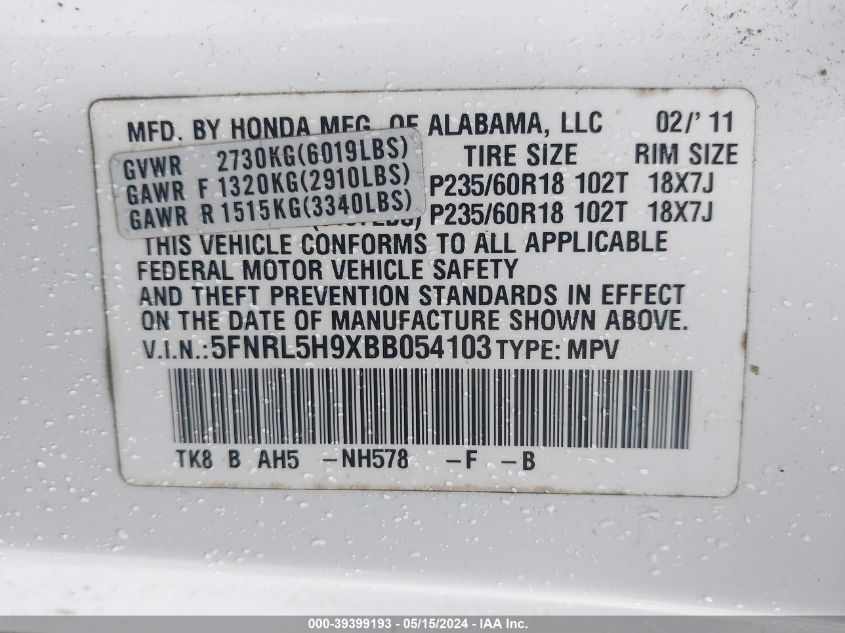 MFD. BY HONDA MFG. OF ALABAMA, LLC 02/'11
GVWR 2730KG(6019LBS) TIRE SIZE RIM SIZE
GAWR F 1320KG(2910LBS) P235/60R18 102T 18X7J
GAWR R 1515KG(3340LBS) P235/60R18 102T 18X7J
THIS VEHICLE CONFORMS TO ALL APPLICABLE
FEDERAL MOTOR VEHICLE SAFETY
AND THEFT PREVENTION STANDARDS IN EFFECT
ON THE DATE OF MANUFACTURE SHOWN ABOVE.
V.I.N.:5FNRL5H9XBB054103 TYPE: MPV
TK8 B AH5 -NH578 -F -B
000-39399193 - 05/15/2024 - IAA Inc.